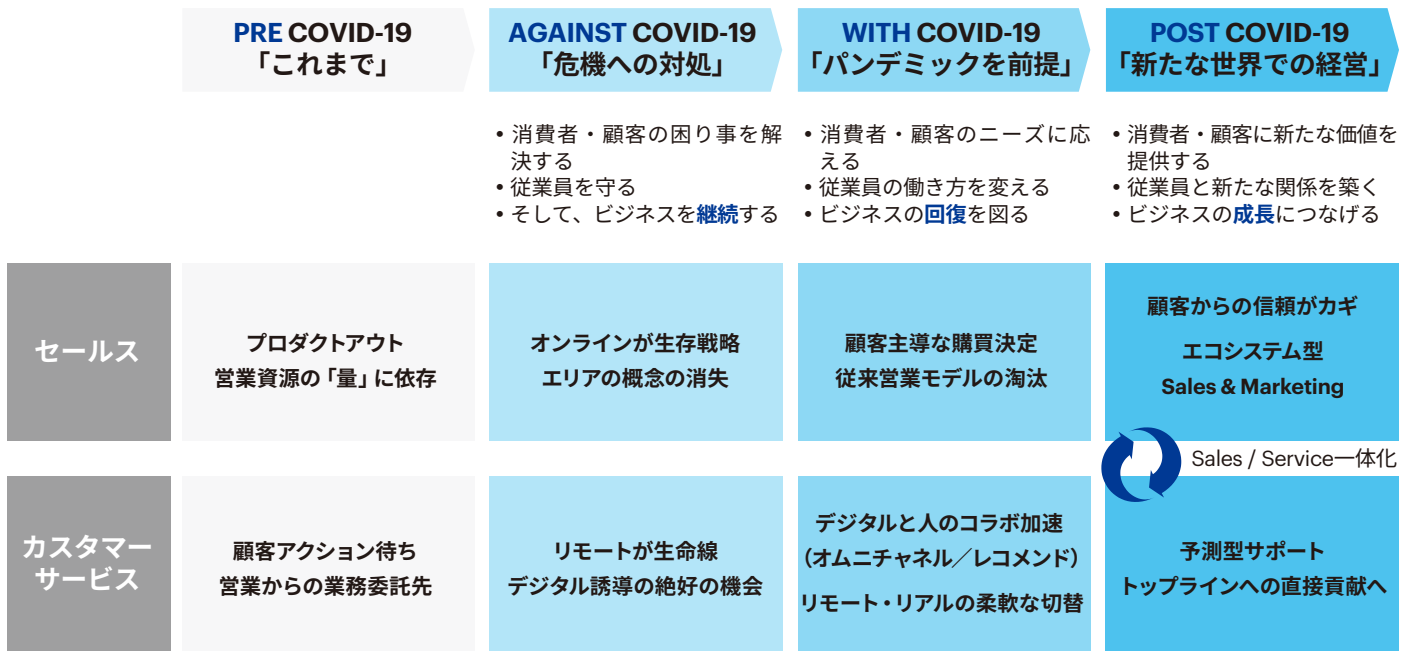 PRE COVID-19
「これまで」
AGAINST COVID-19
「危機への対処」
WITH COVID-19
「パンデミックを前提」
POST COVID-19
「新たな世界での経営」
• 消費者・顧客の困り事を解
決する
• 従業員を守る
• そして、ビジネスを継続する
• 消費者・顧客のニーズに応
える
• 従業員の働き方を変える
• ビジネスの回復を図る
• 消費者・顧客に新たな価値を
提供する
• 従業員と新たな関係を築く
• ビジネスの成長につなげる
セールス
プロダクトアウト
営業資源の「量」に依存
オンラインが生存戦略
エリアの概念の消失
顧客主導な購買決定
従来営業モデルの淘汰
顧客からの信頼がカギ
エコシステム型
Sales & Marketing
Sales / Service一体化
カスタマー
サービス
顧客アクション待ち
営業からの業務委託先
リモートが生命線
デジタル誘導の絶好の機会
デジタルと人のコラボ加速
（オムニチャネル／レコメンド）
リモート・リアルの柔軟な切替
予測型サポート
トップラインへの直接貢献へ